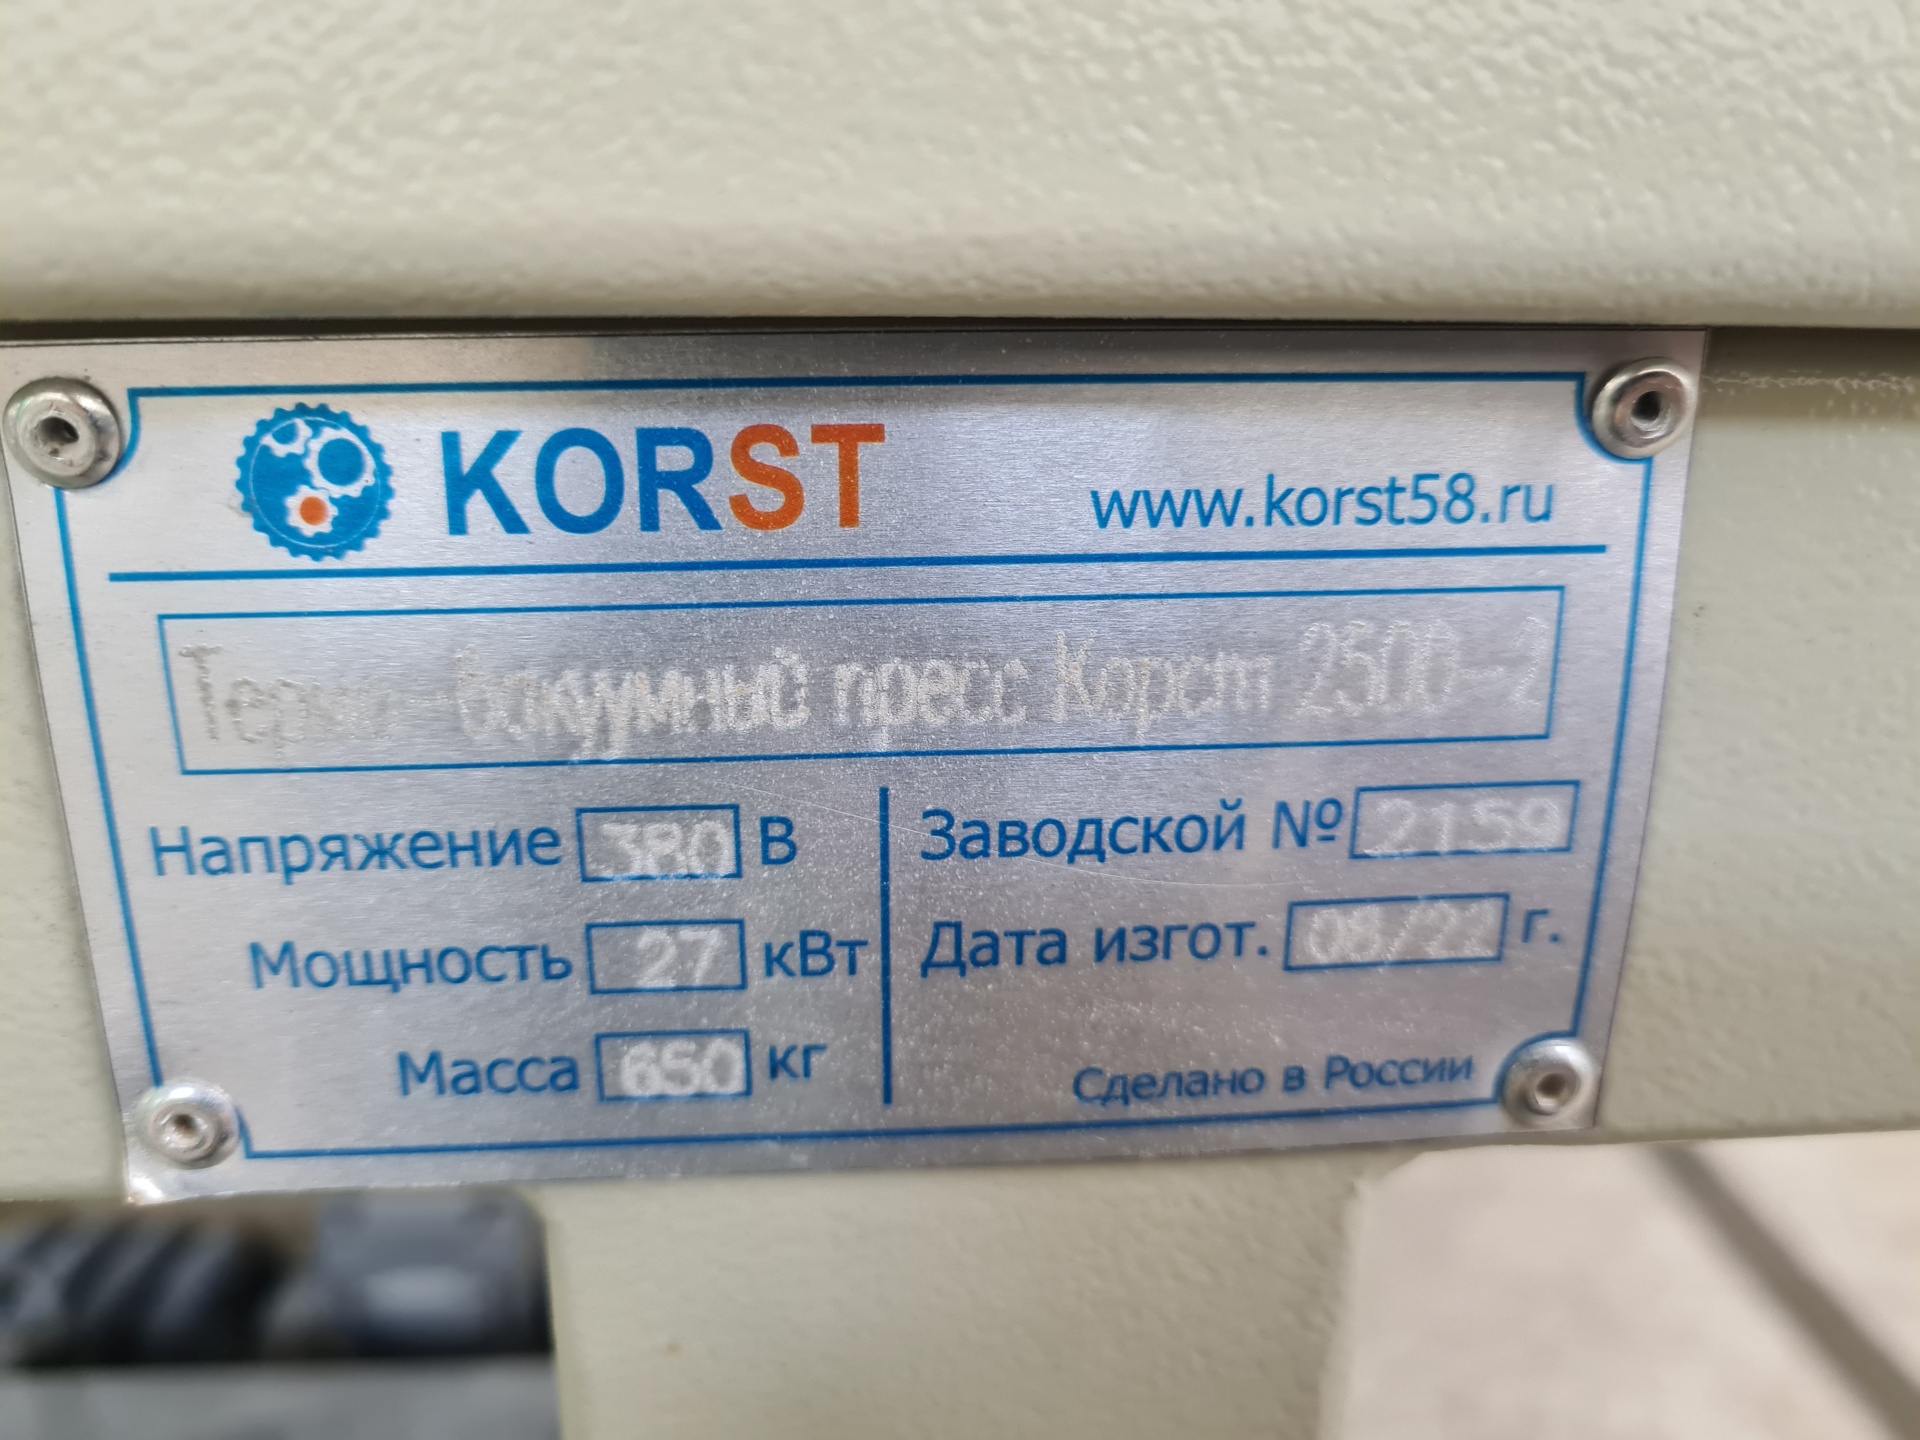 KORST
www.korst58.ru
Термо-вакуумный пресс Корст 2500-2
Напряжение 380 В
Мощность 27 кВт
Масса 650 кг
Заводской № 2159
Дата изгот. 08/22 г.
Сделано в России